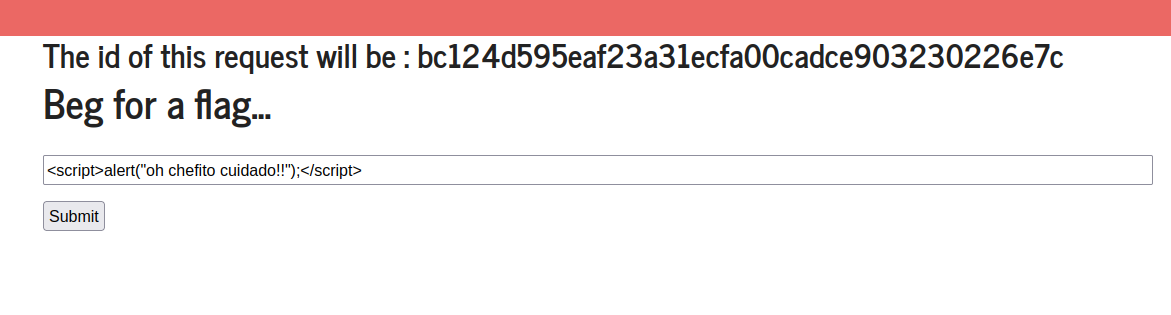 The id of this request will be : bc124d595eaf23a31ecfa00cadce903230226e7c
Beg for a flag...
<script>alert("oh chefito cuidado!!");</script>
Submit